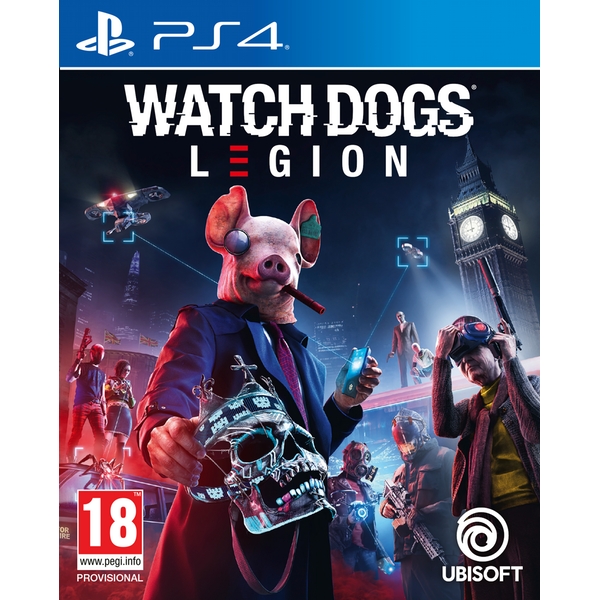 PS4
WATCH DOGS®
LEGION
18
www.pegi.info
PROVISIONAL
UBISOFT